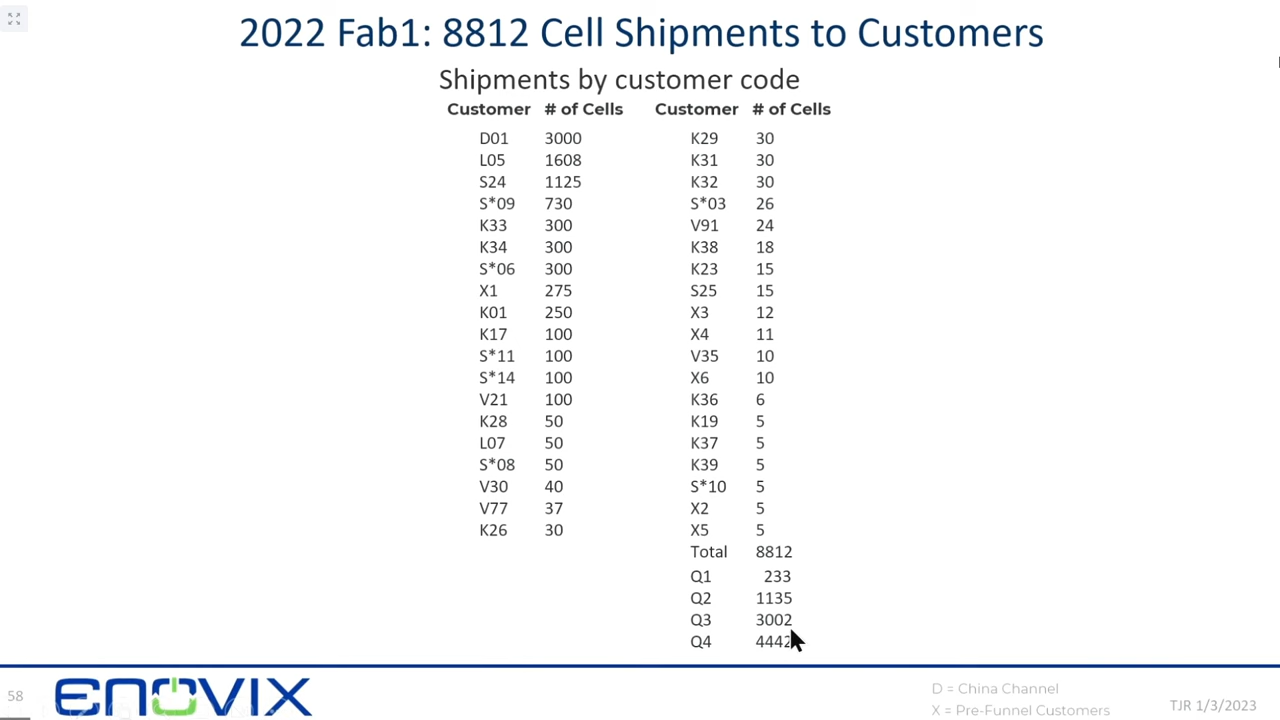 2022 Fab1: 8812 Cell Shipments to Customers
Shipments by customer code
Customer # of Cells
D01 3000
L05 1608
S24 1125
S*09 730
K33 300
K34 300
S*06 300
X1 275
K01 250
K17 100
S*11 100
S*14 100
V21 100
K28 50
L07 50
S*08 50
V30 40
V77 37
K26 30
Customer # of Cells
K29 30
K31 30
K32 30
S*03 26
V91 24
K38 18
K23 15
S25 15
X3 12
X4 11
V35 10
X6 10
K36 6
K19 5
K37 5
K39 5
S*10 5
X2 5
X5 5
Total 8812
Q1 233
Q2 1135
Q3 3002
Q4 4442
58
ENOVIX
D = China Channel
X = Pre-Funnel Customers
TJR 1/3/2023